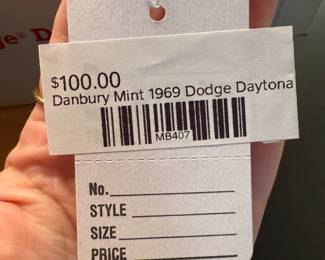 e® D
$100.00
Danbury Mint 1969 Dodge Daytona
MB407
No.
STYLE
SIZE
PRICE